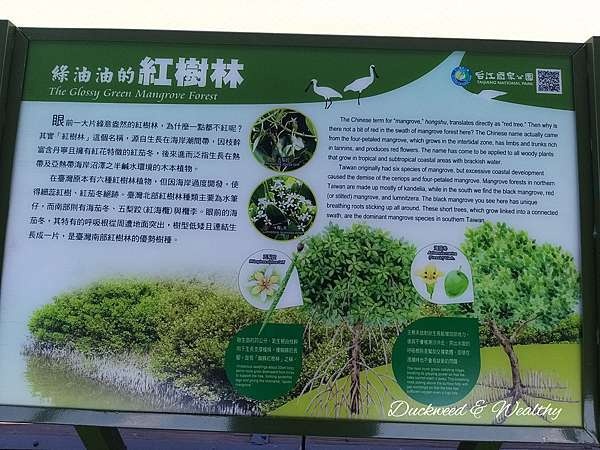 綠油油的紅樹林
The Glossy Green Mangrove Forest
台江國家公園
TAIJIANG NATIONAL PARK
眼前一大片綠意盎然的紅樹林，為什麼一點都不紅呢？
其實「紅樹林」這個名稱，源自生長在海岸潮間帶，因枝幹
富含丹寧且擁有紅花特徵的紅茄苳，後來進而泛指生長在熱
帶及亞熱帶海岸沼澤之半鹹水環境的木本植物。
在臺灣原本有六種紅樹林植物，但因海岸過度開發，使
得細蕊紅樹、紅茄苳絕跡。臺灣北部紅樹林種類主要為水筆
仔，而南部則有海茄苳、五梨跤(紅海欖)與欖李。眼前的海
茄苳，其特有的呼吸根從周遭地面突出，樹型低矮且連結生
長成一片，是臺灣南部紅樹林的優勢樹種。
The Chinese term for "mangrove," hongshu, translates directly as "red tree." Then why is
there not a bit of red in the swath of mangrove forest here? The Chinese name actually came
from the four-petaled mangrove, which grows in the intertidal zone, has limbs and trunks rich
in tannins, and produces red flowers. The name has come to be applied to all woody plants
that grow in tropical and subtropical coastal areas with brackish water.
Taiwan originally had six species of mangrove, but excessive coastal development
caused the demise of the ceriops and four-petaled mangrove. Mangrove forests in northern
Taiwan are made up mostly of kandelia, while in the south we find the black mangrove, red
(or stilted) mangrove, and lumnitzera. The black mangrove you see here has unique
breathing roots sticking up all around. These short trees, which grow linked into a connected
swath, are the dominant mangrove species in southern Taiwan.
五梨跤
海茄苳
Duckweed & Wealthy